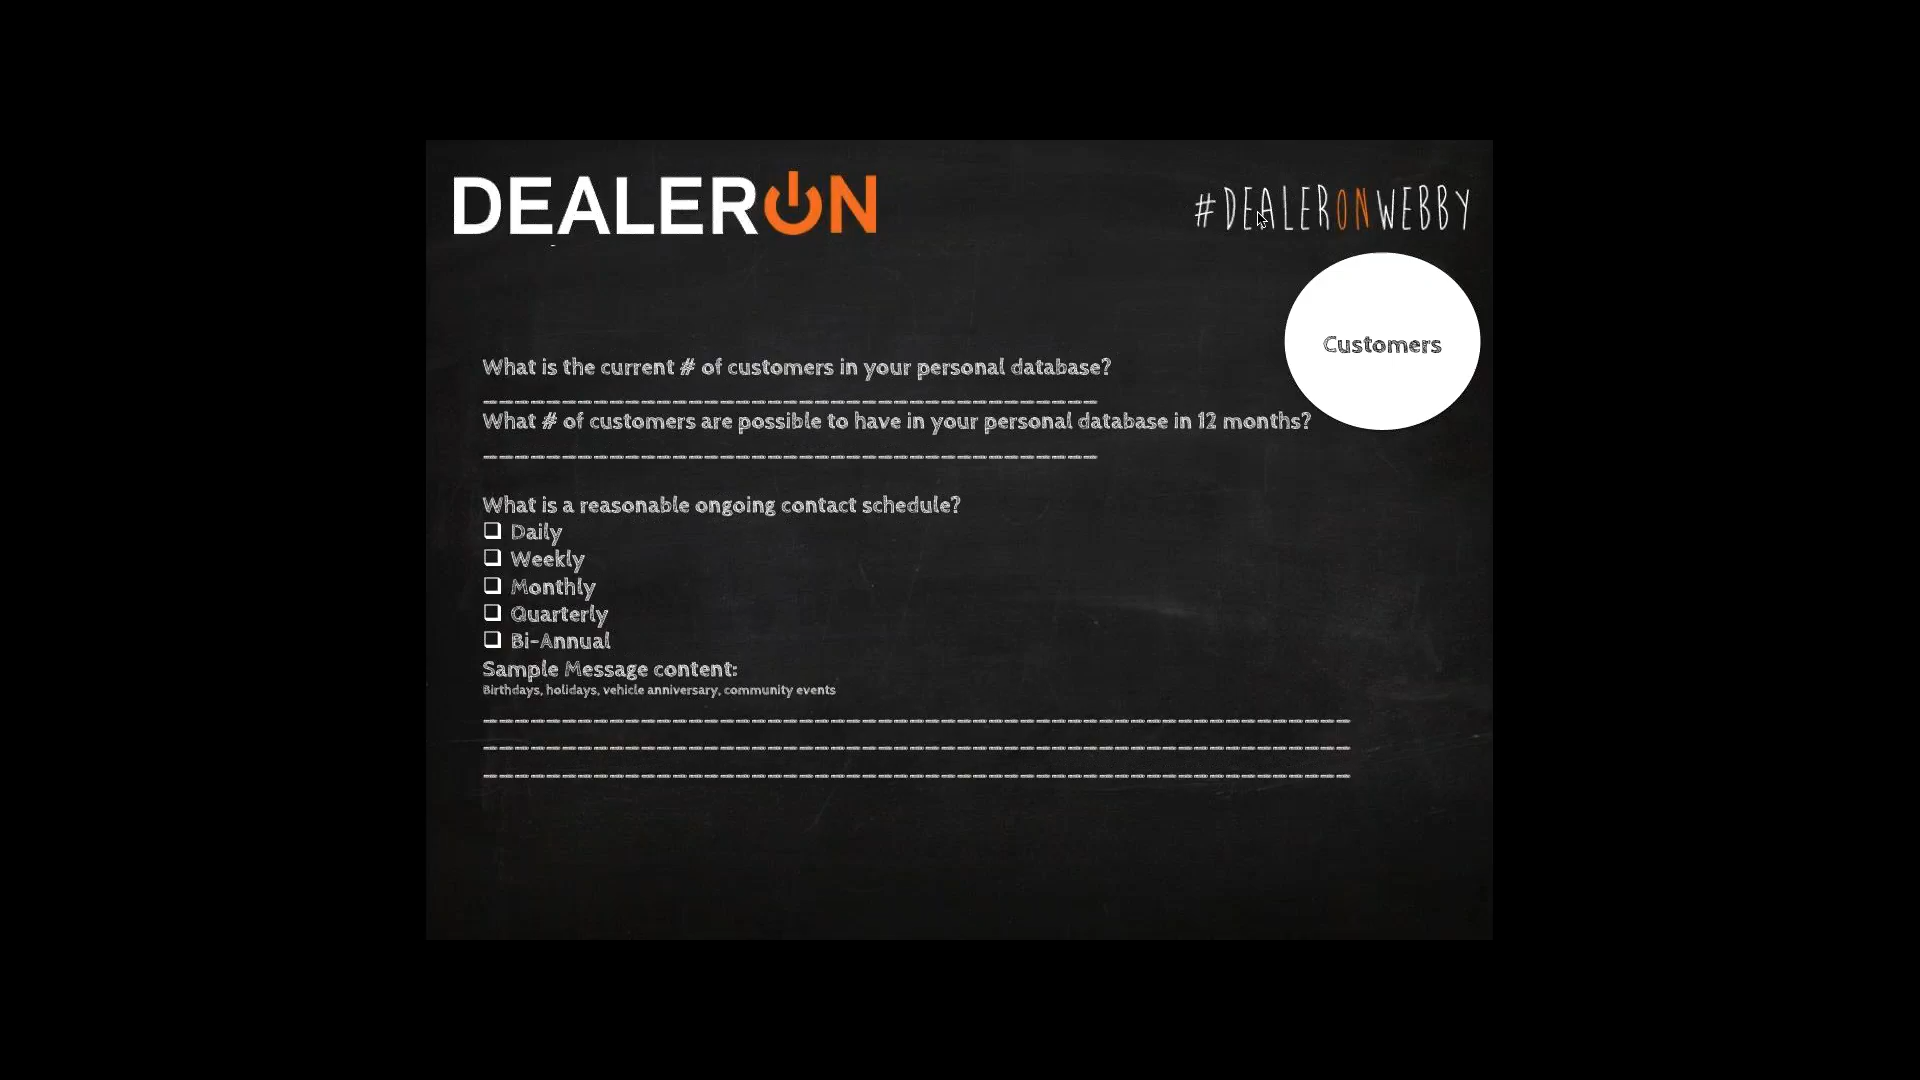 DEALERON
#DEALERONWEBBY
Customers
What is the current # of customers in your personal database?
What # of customers are possible to have in your personal database in 12 months?
What is a reasonable ongoing contact schedule?
❑ Daily
❑ Weekly
❑ Monthly
❑ Quarterly
❑ Bi-Annual
Sample Message content:
Birthdays, holidays, vehicle anniversary, community events